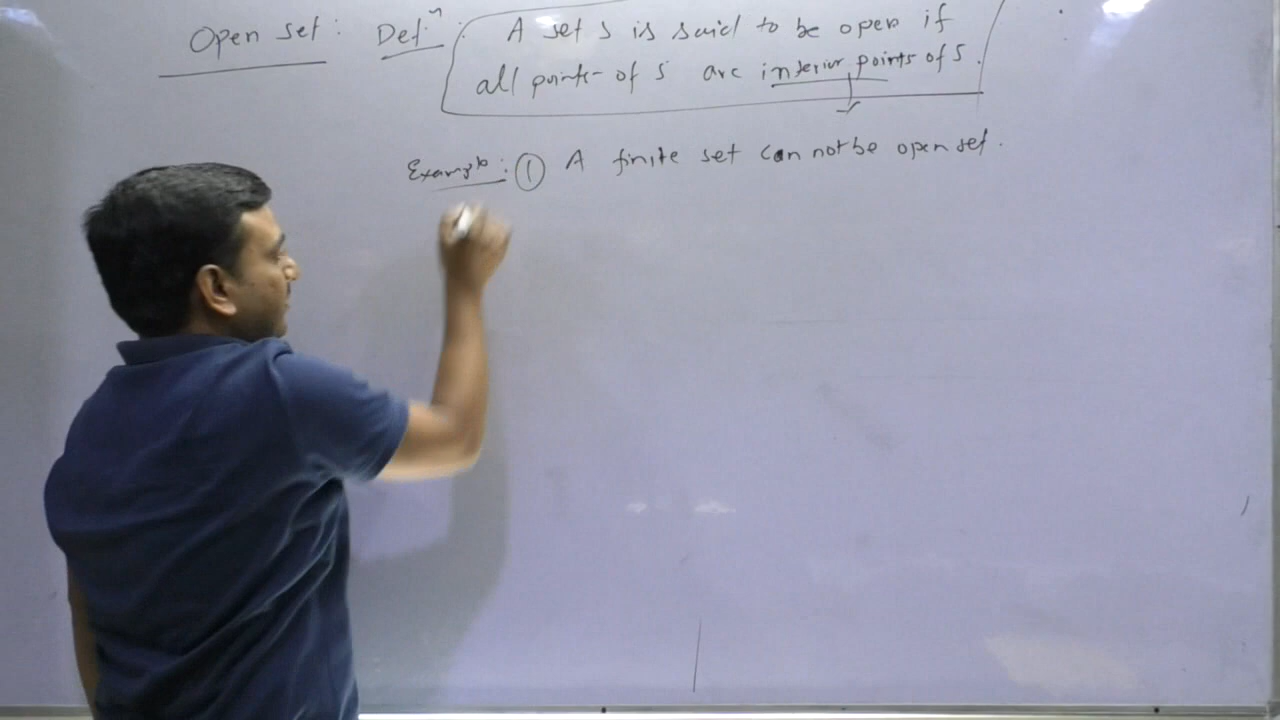 Open set: Defⁿ: A set S is said to be open if
all points of S are interior points of S.
Example: ① A finite set can not be open set.